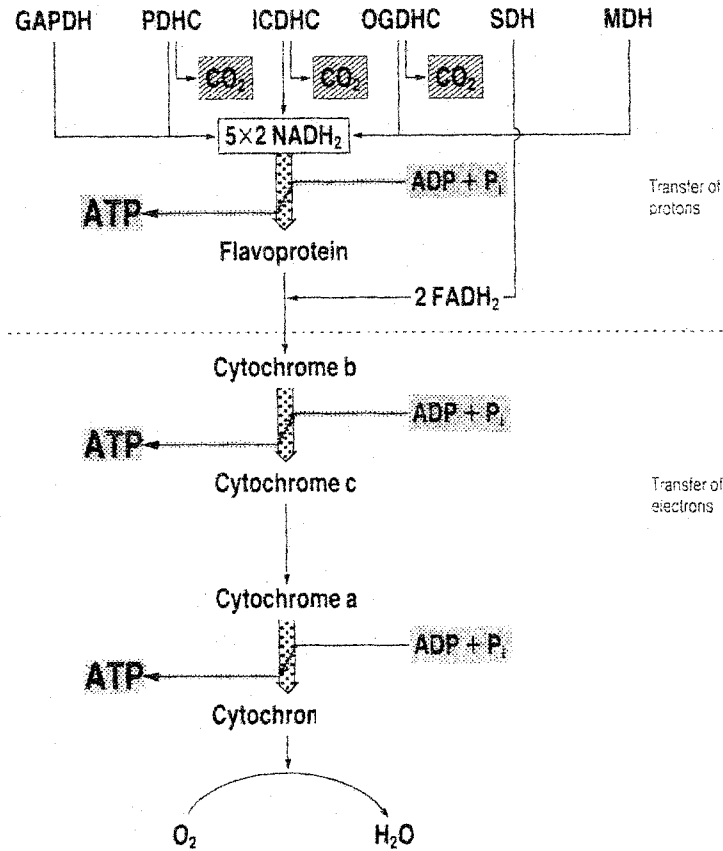 GAPDH PDHC ICDHC OGDHC SDH MDH
CO₂ CO₂ CO₂
5×2 NADH₂
ADP + Pᵢ
Transfer of
protons
ATP
Flavoprotein
2 FADH₂
Cytochrome b
ADP + Pᵢ
ATP
Cytochrome c
Transfer of
electrons
Cytochrome a
ADP + Pᵢ
ATP
Cytochron
O₂ H₂O